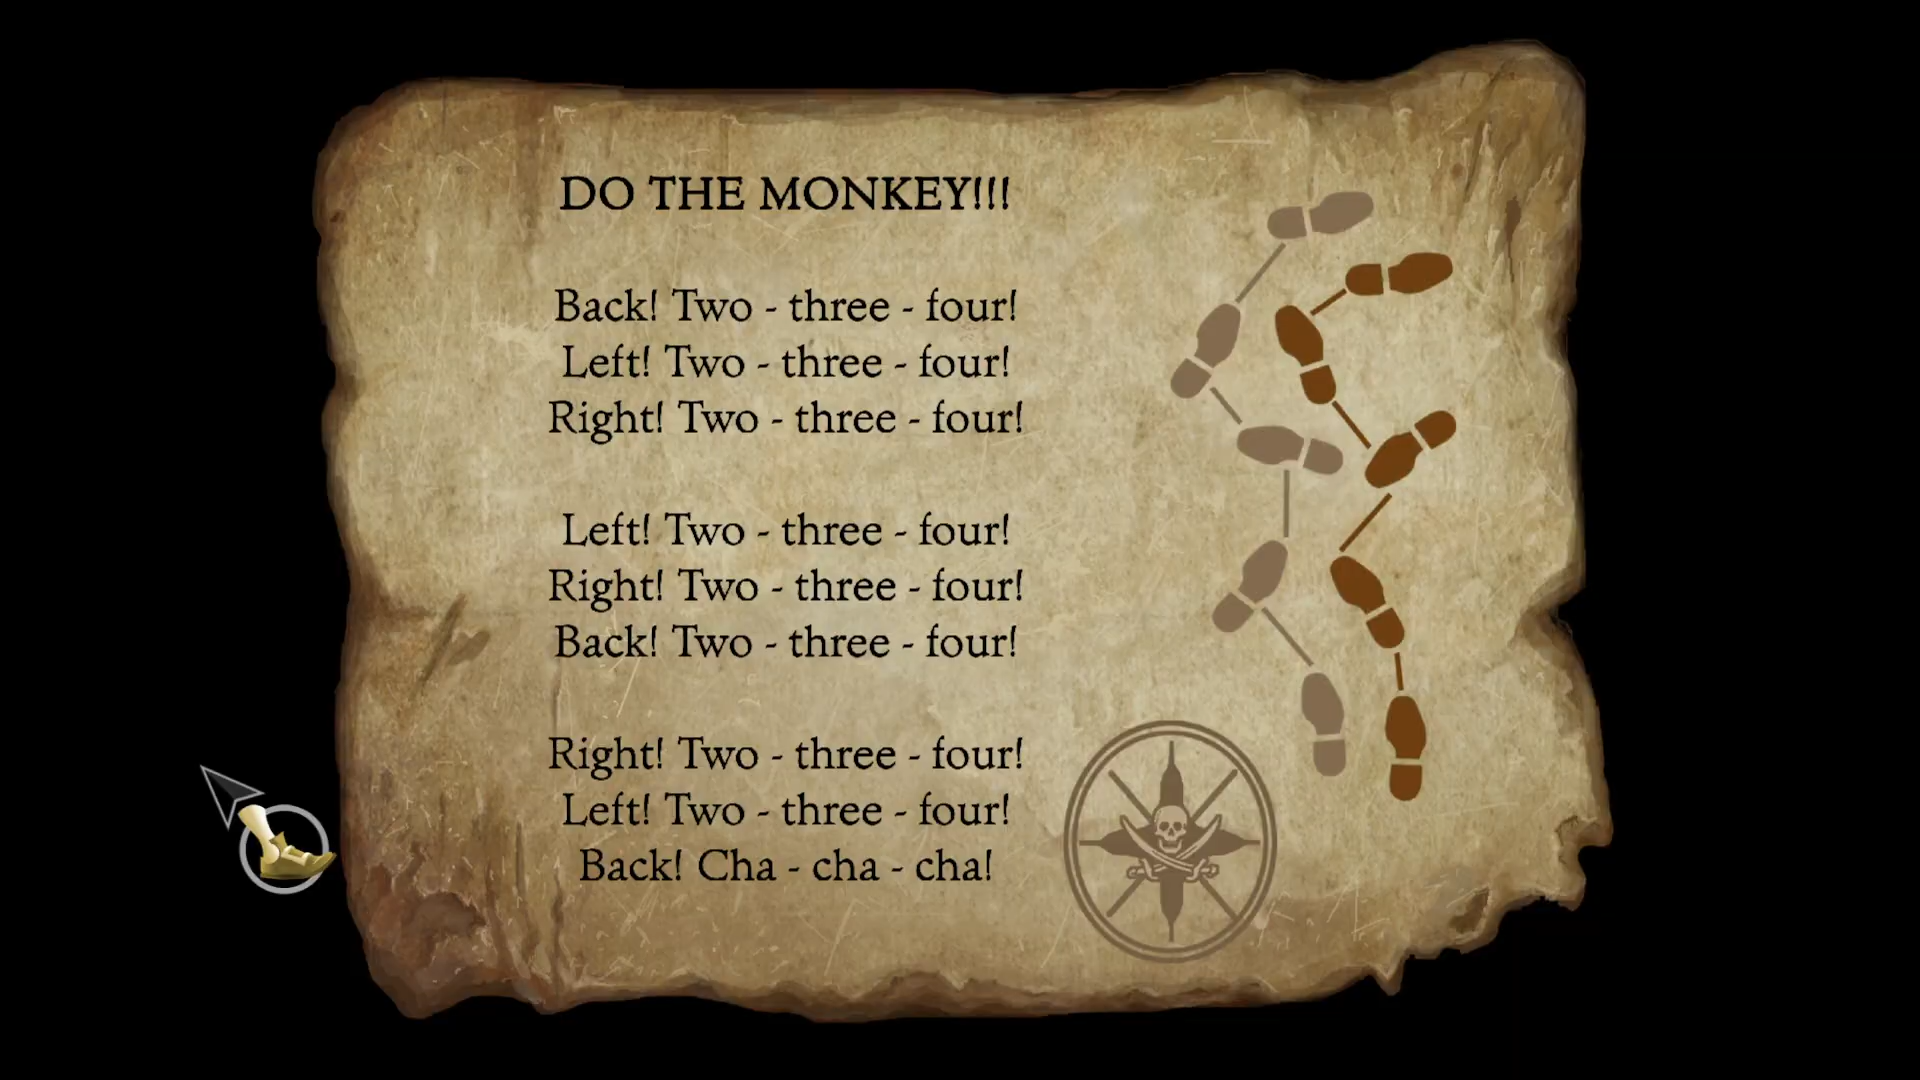 DO THE MONKEY!!!
Back! Two - three - four!
Left! Two - three - four!
Right! Two - three - four!
Left! Two - three - four!
Right! Two - three - four!
Back! Two - three - four!
Right! Two - three - four!
Left! Two - three - four!
Back! Cha - cha - cha!